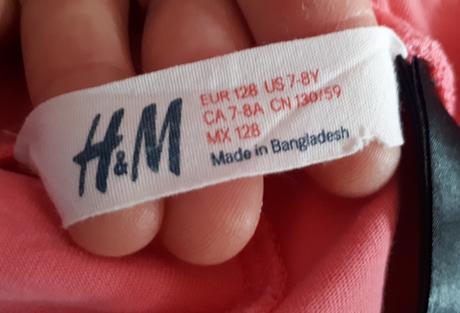 H&M
EUR 128 US 7-8Y
CA 7-8A CN 130/59
MX 128
Made in Bangladesh